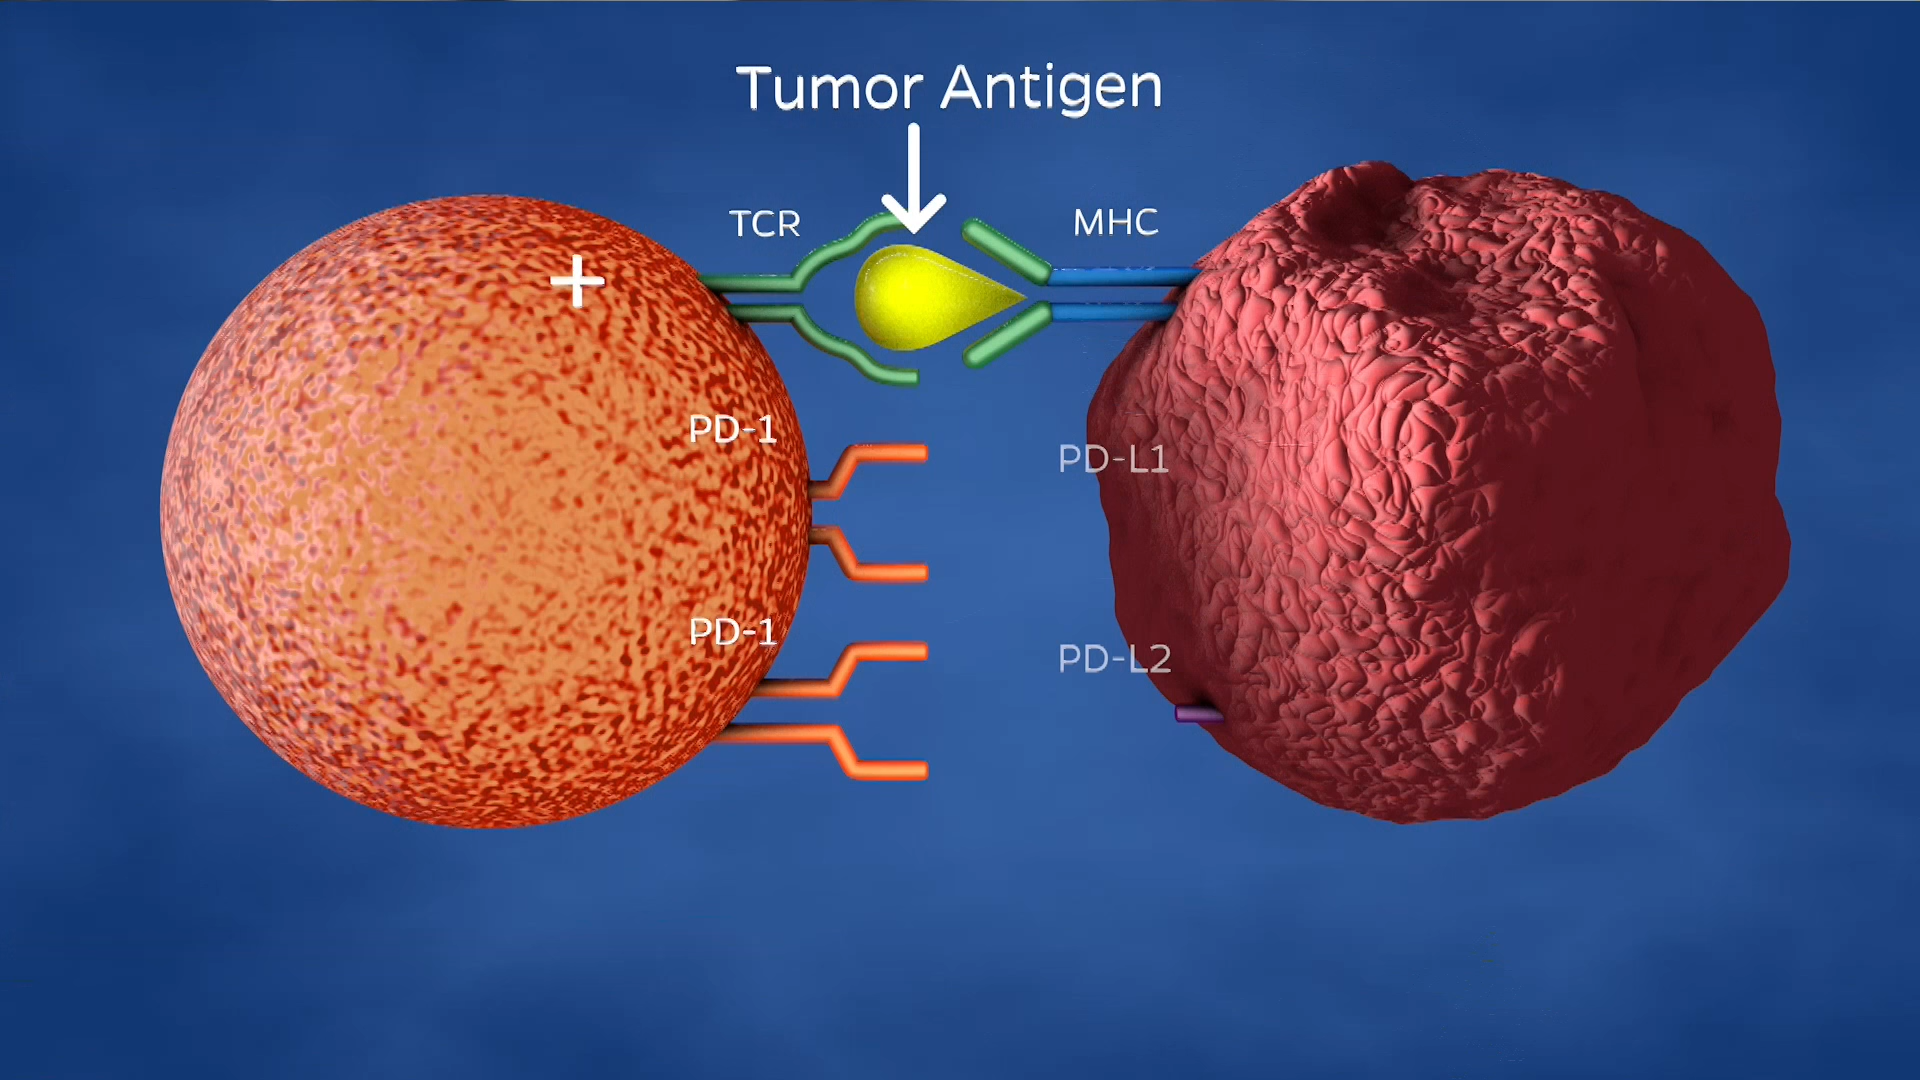 Tumor Antigen
TCR
MHC
+
PD-1
PD-L1
PD-1
PD-L2